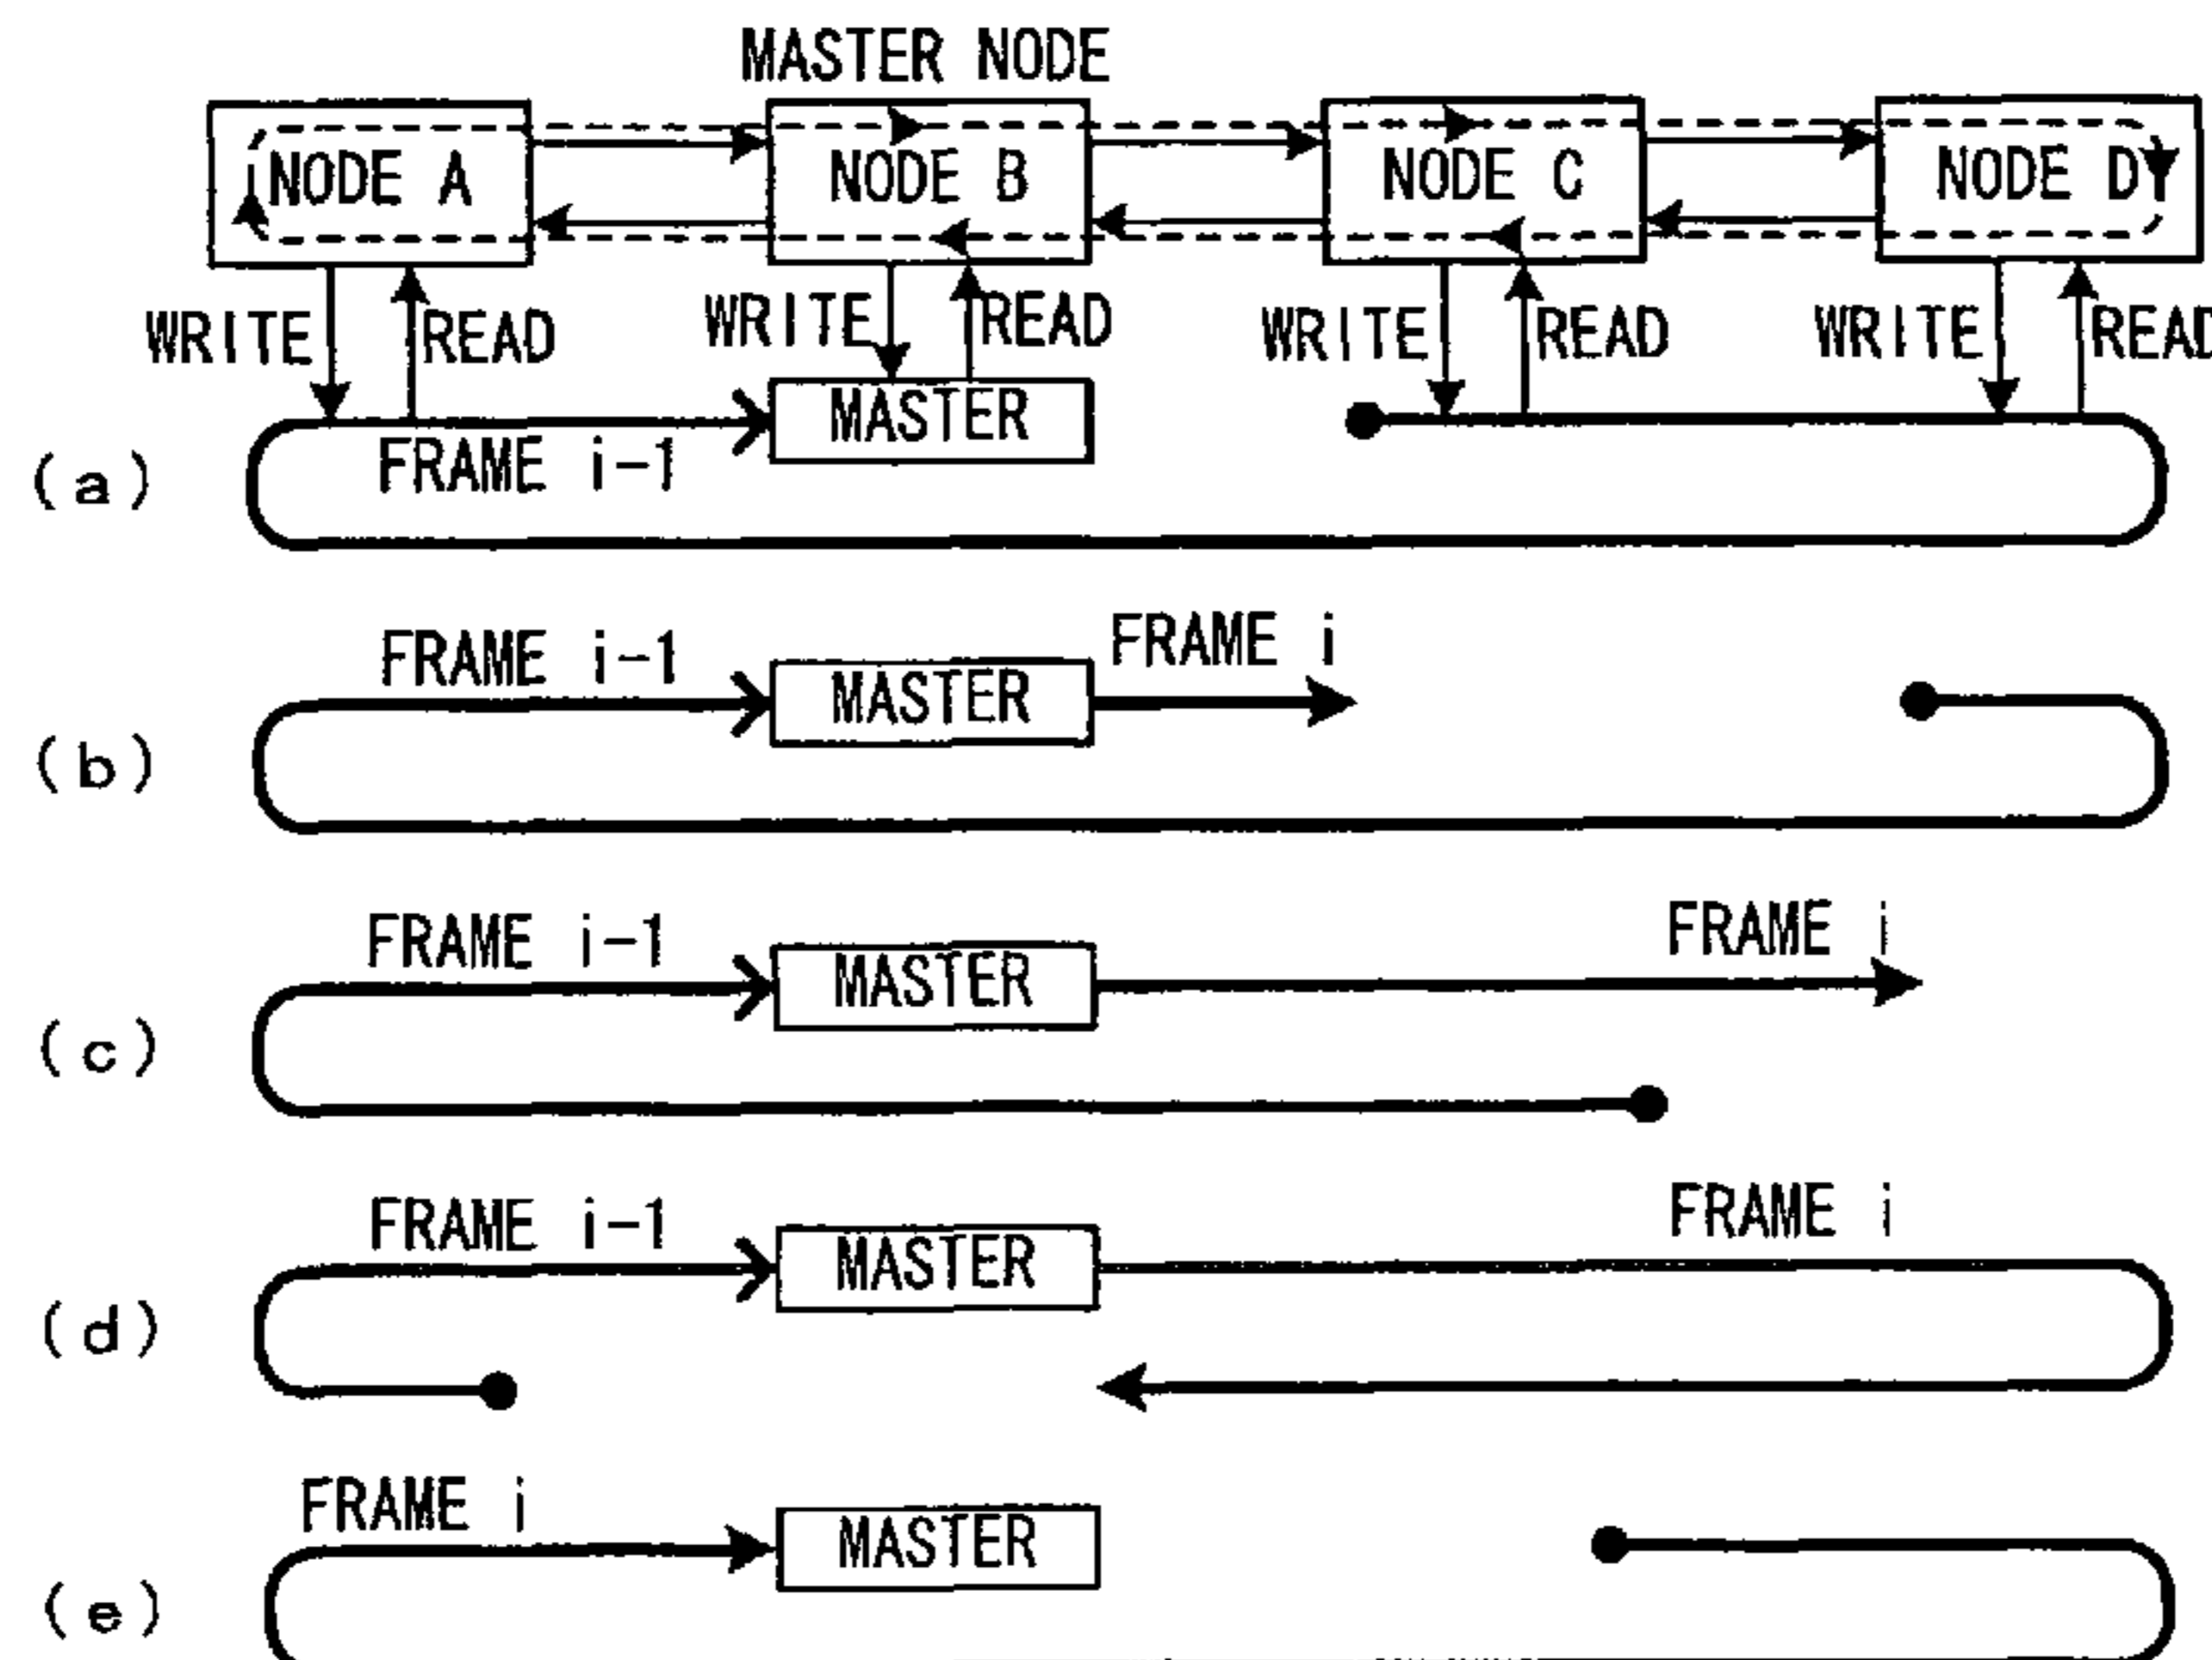 MASTER NODE
NODE A NODE B NODE C NODE D
WRITE READ WRITE READ WRITE READ WRITE READ
MASTER
(a) FRAME i-1
FRAME i-1 MASTER FRAME i
(b)
FRAME i-1 MASTER FRAME i
(c)
FRAME i-1 MASTER FRAME i
(d)
FRAME i MASTER
(e)